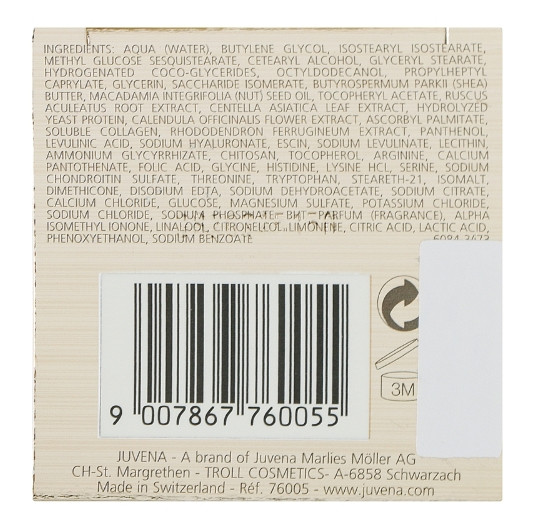 INGREDIENTS: AQUA (WATER), BUTYLENE GLYCOL, ISOSTEARYL ISOSTEARATE,
METHYL GLUCOSE SESQUISTEARATE, CETEARYL ALCOHOL, GLYCERYL STEARATE,
HYDROGENATED COCO-GLYCERIDES, OCTYLDODECANOL, PROPYLHEPTYL
CAPRYLATE, GLYCERIN, SACCHARIDE ISOMERATE, BUTYROSPERMUM PARKII (SHEA)
BUTTER, MACADAMIA INTEGRIFOLIA (NUT) SEED OIL, TOCOPHERYL ACETATE, RUSCUS
ACULEATUS ROOT EXTRACT, CENTELLA ASIATICA LEAF EXTRACT, HYDROLYZED
YEAST PROTEIN, CALENDULA OFFICINALIS FLOWER EXTRACT, ASCORBYL PALMITATE,
SOLUBLE COLLAGEN, RHODODENDRON FERRUGINEUM EXTRACT, PANTHENOL,
LEVULINIC ACID, SODIUM HYALURONATE, ESCIN, SODIUM LEVULINATE, LECITHIN,
AMMONIUM GLYCYRRHIZATE, CHITOSAN, TOCOPHEROL, ARGININE, CALCIUM
PANTOTHENATE, FOLIC ACID, GLYCINE, HISTIDINE, LYSINE HCL, SERINE, SODIUM
CHONDROITIN SULFATE, THREONINE, TRYPTOPHAN, STEARETH-21, ISOMALT,
DIMETHICONE, DISODIUM EDTA, SODIUM DEHYDROACETATE, SODIUM CITRATE,
CALCIUM CHLORIDE, GLUCOSE, MAGNESIUM SULFATE, POTASSIUM CHLORIDE,
SODIUM CHLORIDE, SODIUM PHOSPHATE, BHT, PARFUM (FRAGRANCE), ALPHA
ISOMETHYL IONONE, LINALOOL, CITRONELLOL, LIMONENE, CITRIC ACID, LACTIC ACID,
PHENOXYETHANOL, SODIUM BENZOATE
3M
9 007867 760055
JUVENA - A brand of Juvena Marlies Möller AG
CH-St. Margrethen - TROLL COSMETICS- A-6858 Schwarzach
Made in Switzerland - Réf. 76005 - www.juvena.com